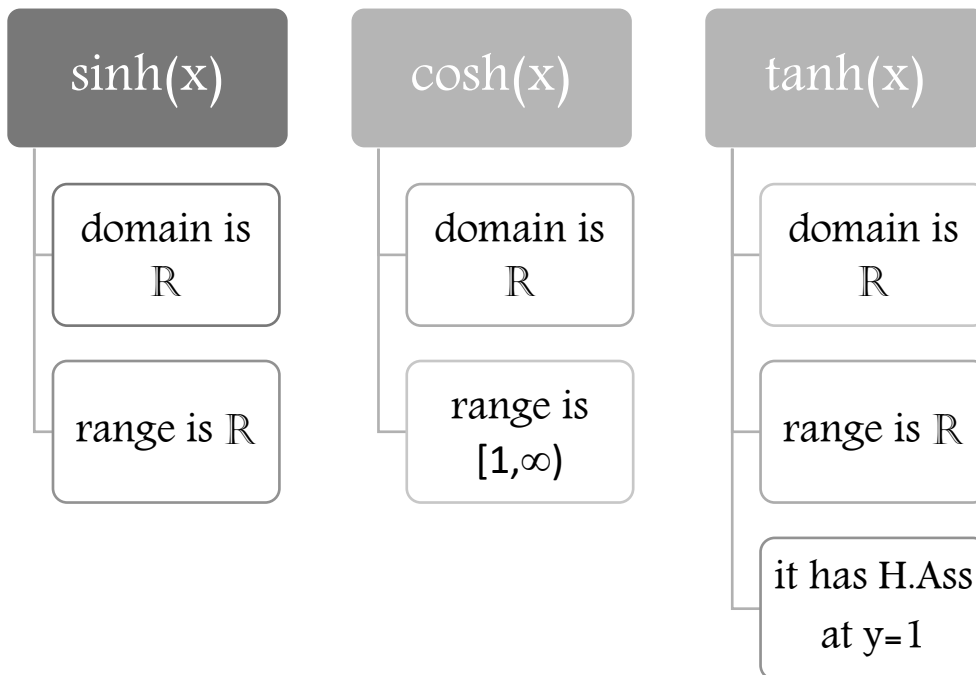 sinh(x)
domain is
ℝ
range is ℝ
cosh(x)
domain is
ℝ
range is
[1,∞)
tanh(x)
domain is
ℝ
range is ℝ
it has H.Ass
at y=1